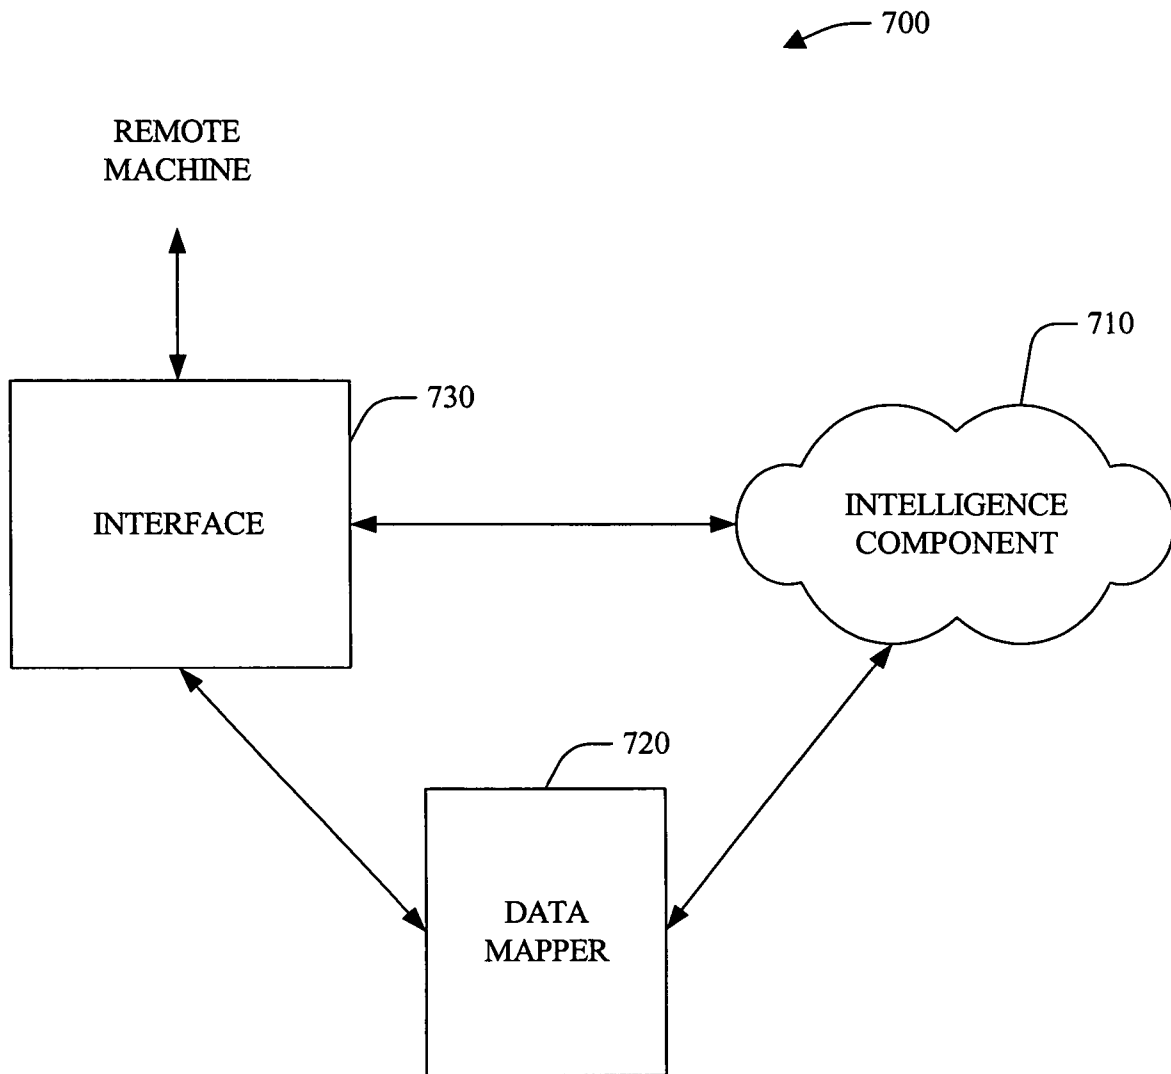 700
REMOTE
MACHINE
710
730
INTERFACE
INTELLIGENCE
COMPONENT
720
DATA
MAPPER